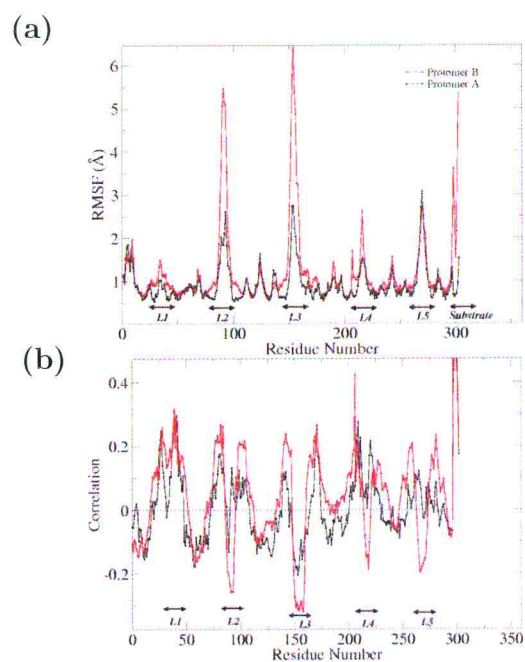 (a)
6
5
4
3
2
1
RMSF (Å)
Protomer B
Protomer A
L1 L2 L3 L4 L5 Substrate
0 100 200 300
Residue Number
(b)
0.4
0.2
0
-0.2
Correlation
L1 L2 L3 L4 L5
0 50 100 150 200 250 300 350
Residue Number